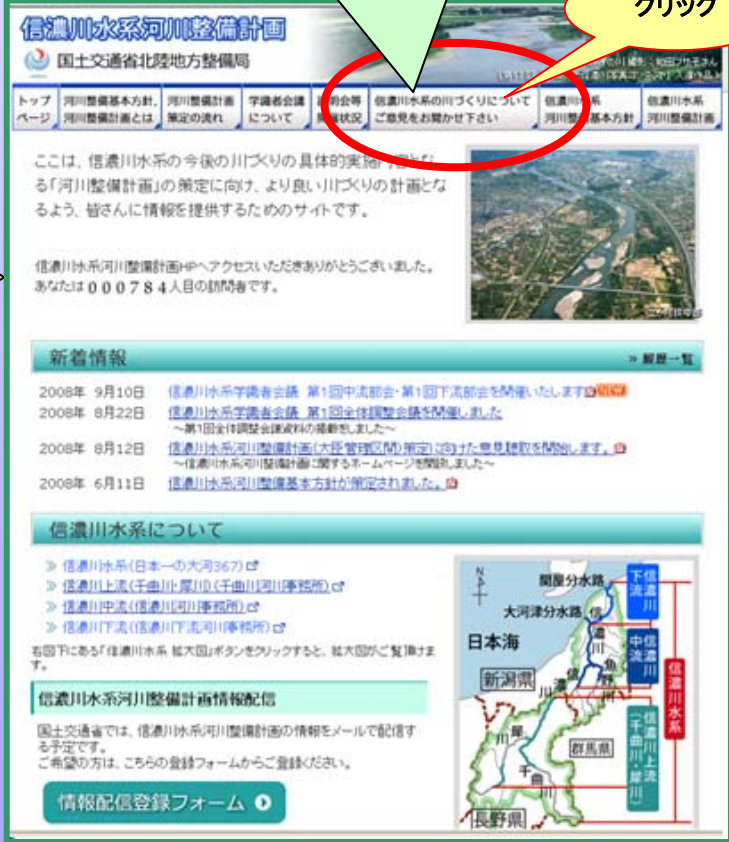 クリック
信濃川水系河川整備計画
国土交通省北陸地方整備局
トップページ
河川整備基本方針、河川整備計画とは
河川整備計画策定の流れ
学識者会議について
信濃川水系の川づくりについてご意見をお聞かせ下さい
信濃川水系河川整備基本方針
信濃川水系河川整備計画
ここは、信濃川水系の今後の川づくりの具体的実施内容とな
る「河川整備計画」の策定に向け、より良い川づくりの計画とな
るよう、皆さんに情報を提供するためのサイトです。
信濃川水系河川整備計画HPへアクセスいただきありがとうございました。
あなたは000784人目の訪問者です。
新着情報
» 履歴一覧
2008年 9月10日 信濃川水系学識者会議 第1回中流部会・第1回下流部会を開催いたします NEW
2008年 8月22日 信濃川水系学識者会議 第1回全体調整会議を開催しました
～第1回全体調整会議資料の掲載をしました～
2008年 8月12日 信濃川水系河川整備計画(大臣管理区間)策定に向けた意見聴取を開始します。
～信濃川水系河川整備計画に関するホームページを開設しました～
2008年 6月11日 信濃川水系河川整備基本方針が策定されました。
信濃川水系について
» 信濃川水系(日本一の大河367)
» 信濃川上流(千曲川・犀川)(千曲川河川事務所)
» 信濃川中流(信濃川河川事務所)
» 信濃川下流(信濃川下流河川事務所)
右図下にある「信濃川水系 拡大図」ボタンをクリックすると、拡大図がご覧頂けま
す。
信濃川水系河川整備計画情報配信
国土交通省では、信濃川水系河川整備計画の情報をメールで配信す
る予定です。
ご希望の方は、こちらの登録フォームからご登録ください。
情報配信登録フォーム
N
関屋分水路
大河津分水路
日本海
信濃川
魚野川
新潟県
信濃川
群馬県
犀川
千曲川
長野県
信濃川下流
信濃川中流
信濃川上流(千曲川・犀川)
信濃川水系